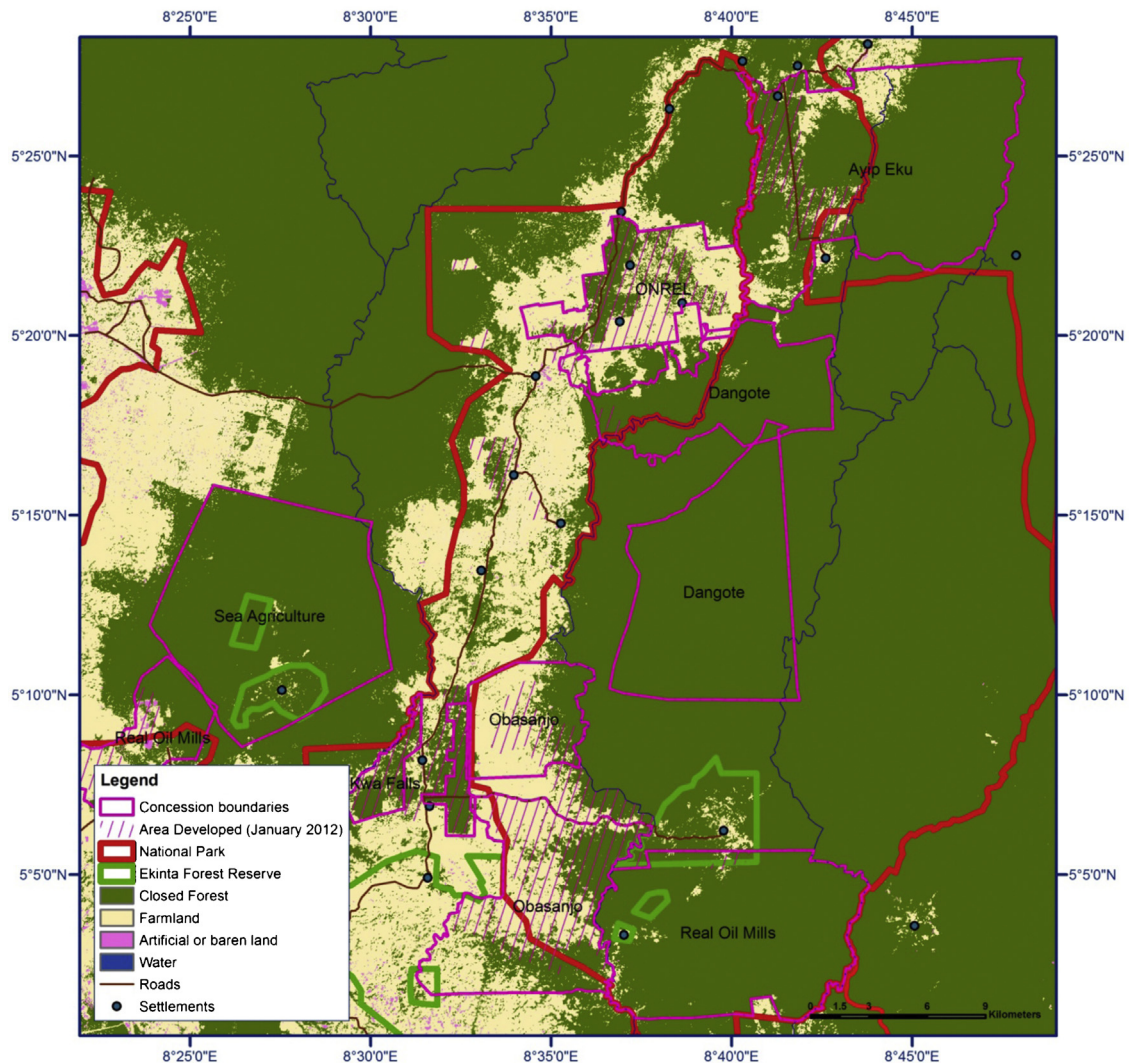 8°25'0"E 8°30'0"E 8°35'0"E 8°40'0"E 8°45'0"E
5°25'0"N 5°25'0"N
Ayip Eku
ONREL
5°20'0"N 5°20'0"N
Dangote
5°15'0"N 5°15'0"N
Dangote
Sea Agriculture
5°10'0"N 5°10'0"N
Obasanjo
Real Oil Mills
Kwa Falls
5°5'0"N 5°5'0"N
Obasanjo
Real Oil Mills
Legend
Concession boundaries
Area Developed (January 2012)
National Park
Ekinta Forest Reserve
Closed Forest
Farmland
Artificial or baren land
Water
Roads
Settlements
0 1.5 3 6 9
Kilometers
8°25'0"E 8°30'0"E 8°35'0"E 8°40'0"E 8°45'0"E